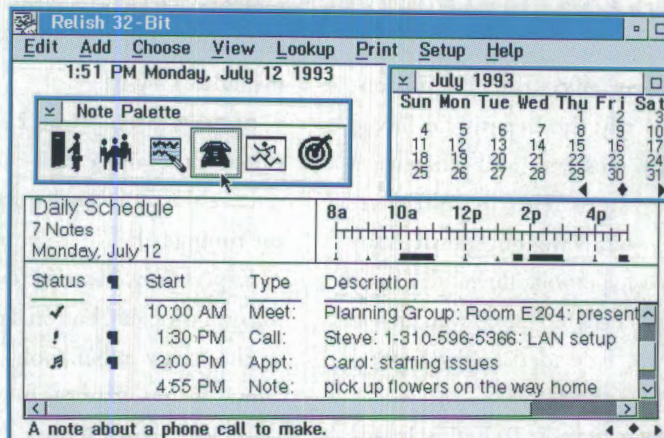 Relish 32-Bit
Edit Add Choose View Lookup Print Setup Help
1:51 PM Monday, July 12 1993
Note Palette
July 1993
Sun Mon Tue Wed Thu Fri Sat
1 2 3
4 5 6 7 8 9 10
11 12 13 14 15 16 17
18 19 20 21 22 23 24
25 26 27 28 29 30 31
Daily Schedule
7 Notes
Monday, July 12
8a 10a 12p 2p 4p
Status ¶ Start Type Description
10:00 AM Meet: Planning Group: Room E204: present
! ¶ 1:30 PM Call: Steve: 1-310-596-5366: LAN setup
¶ 2:00 PM Appt: Carol: staffing issues
4:55 PM Note: pick up flowers on the way home
A note about a phone call to make.